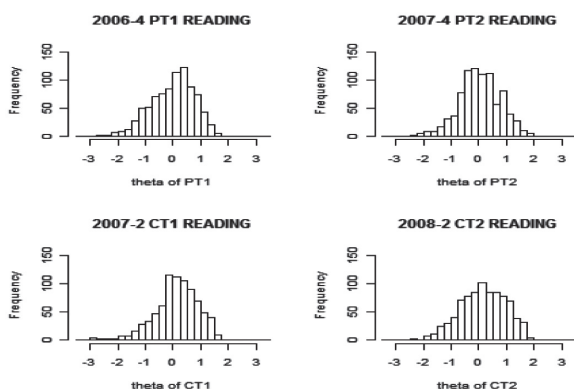 2006-4 PT1 READING
Frequency
0 50 100 150
-3 -2 -1 0 1 2 3
theta of PT1
2007-4 PT2 READING
Frequency
0 50 100 150
-3 -2 -1 0 1 2 3
theta of PT2
2007-2 CT1 READING
Frequency
0 50 100 150
-3 -2 -1 0 1 2 3
theta of CT1
2008-2 CT2 READING
Frequency
0 50 100 150
-3 -2 -1 0 1 2 3
theta of CT2